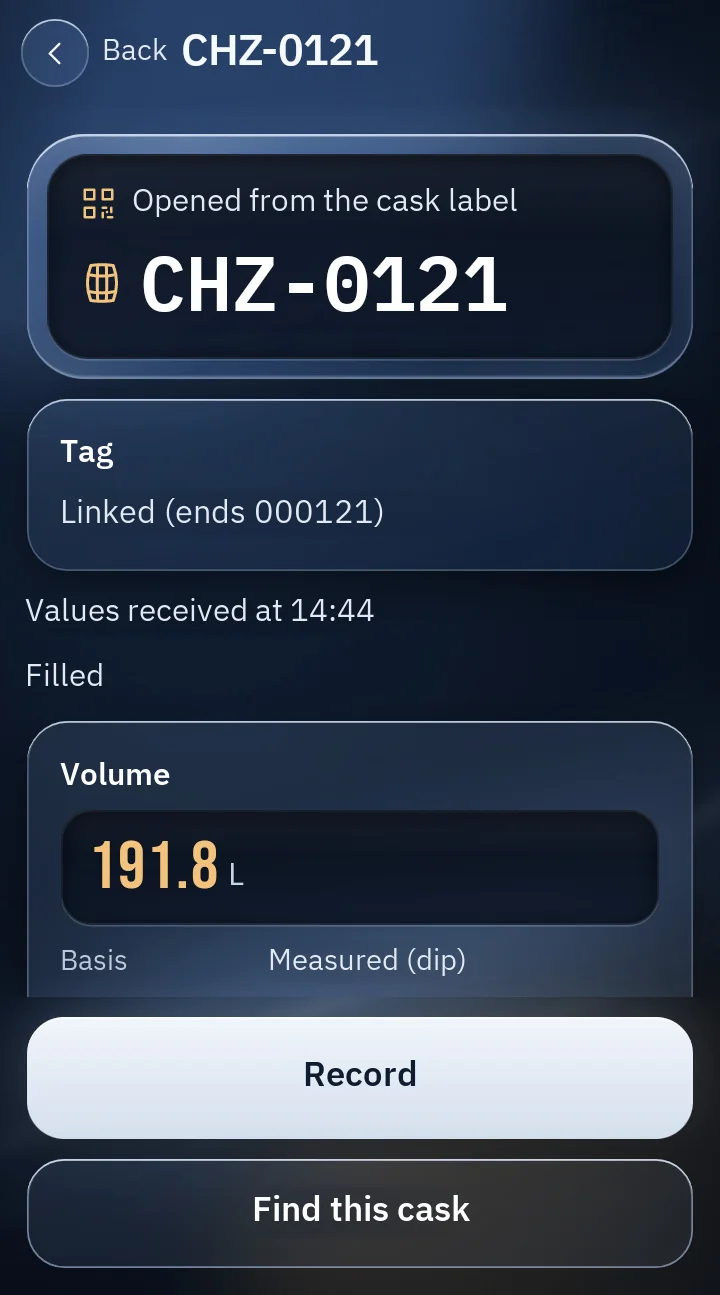 Back CHZ-0121
Opened from the cask label
CHZ-0121
Tag
Linked (ends 000121)
Values received at 14:44
Filled
Volume
191.8 L
Basis Measured (dip)
Record
Find this cask